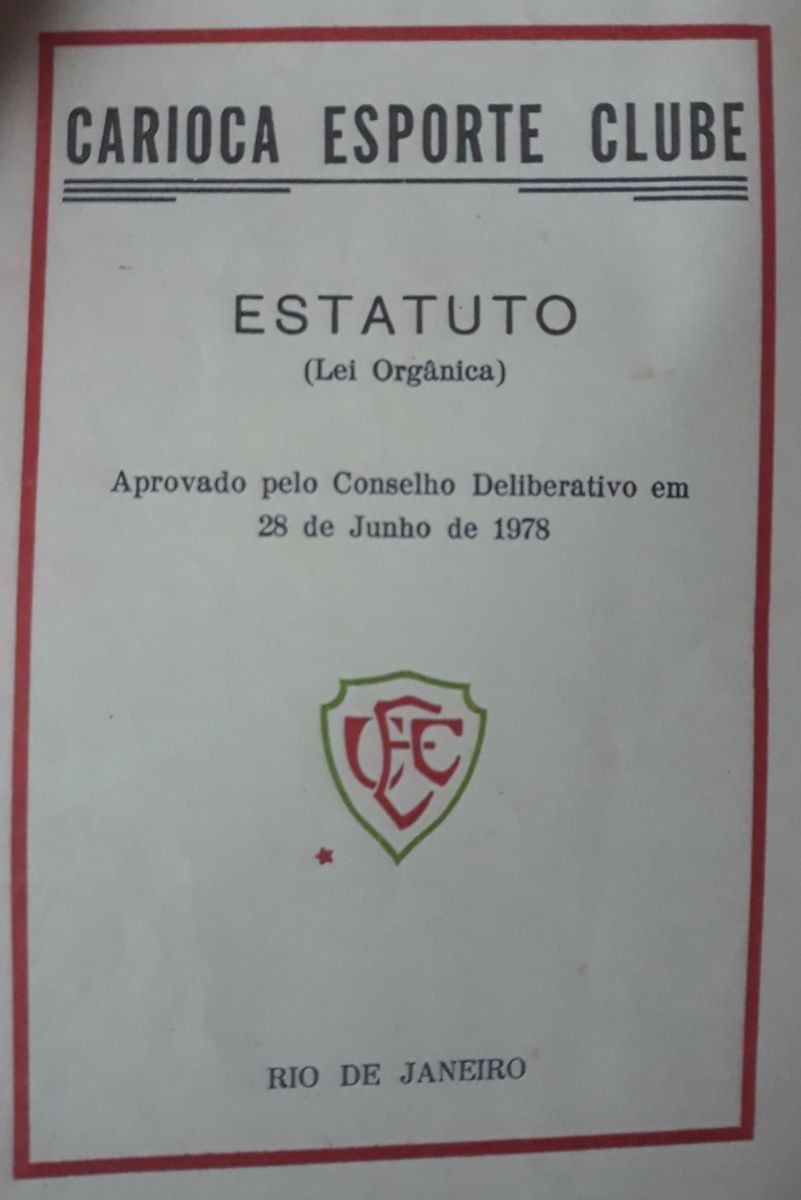 CARIOCA ESPORTE CLUBE
ESTATUTO
(Lei Orgânica)
Aprovado pelo Conselho Deliberativo em
28 de Junho de 1978
CEC
RIO DE JANEIRO